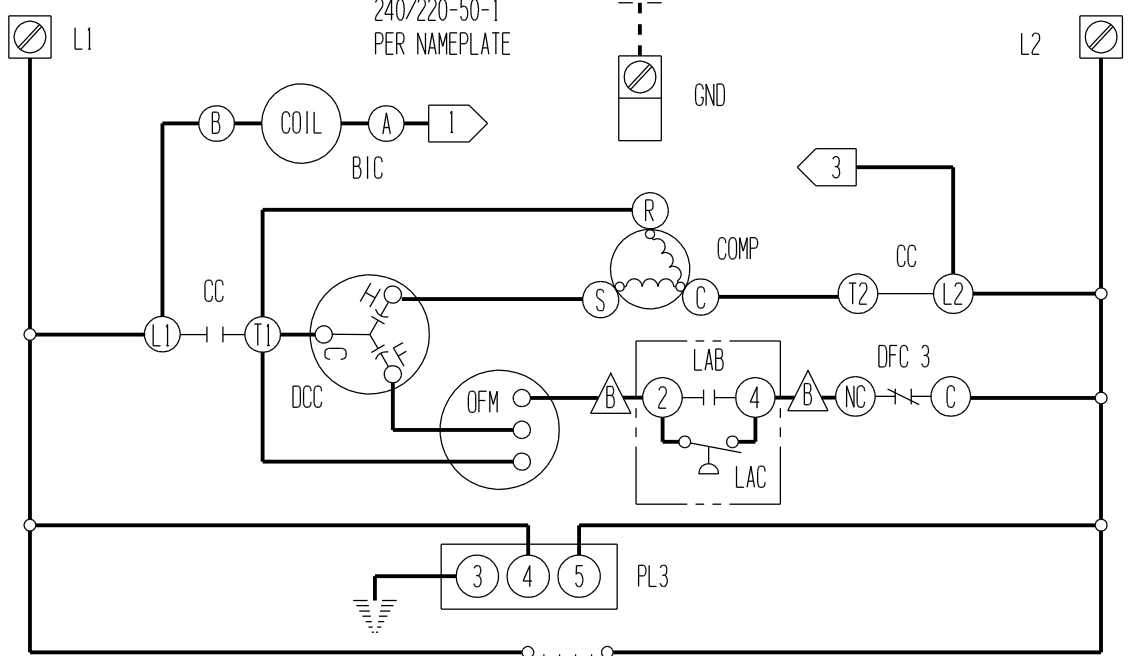 240/220-50-1
PER NAMEPLATE
L1
L2
GND
B
COIL
A
1
BIC
3
R
COMP
CC
CC
S
C
T2
L2
L1
T1
H
C
F
DCC
LAB
DFC 3
OFM
B
2
4
B
NC
C
LAC
3
4
5
PL3